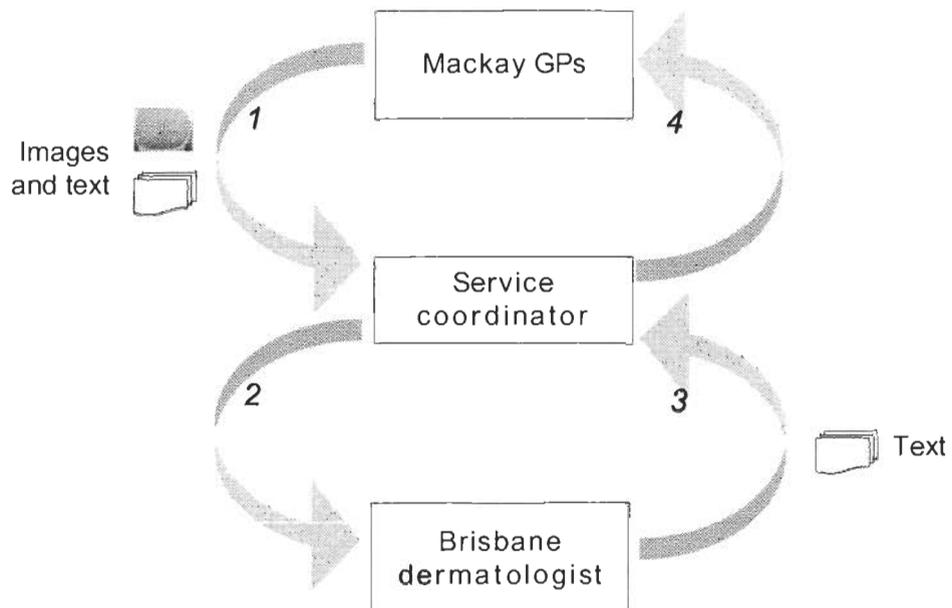 Mackay GPs
1
4
Images
and text
Service
coordinator
2
3
Text
Brisbane
dermatologist